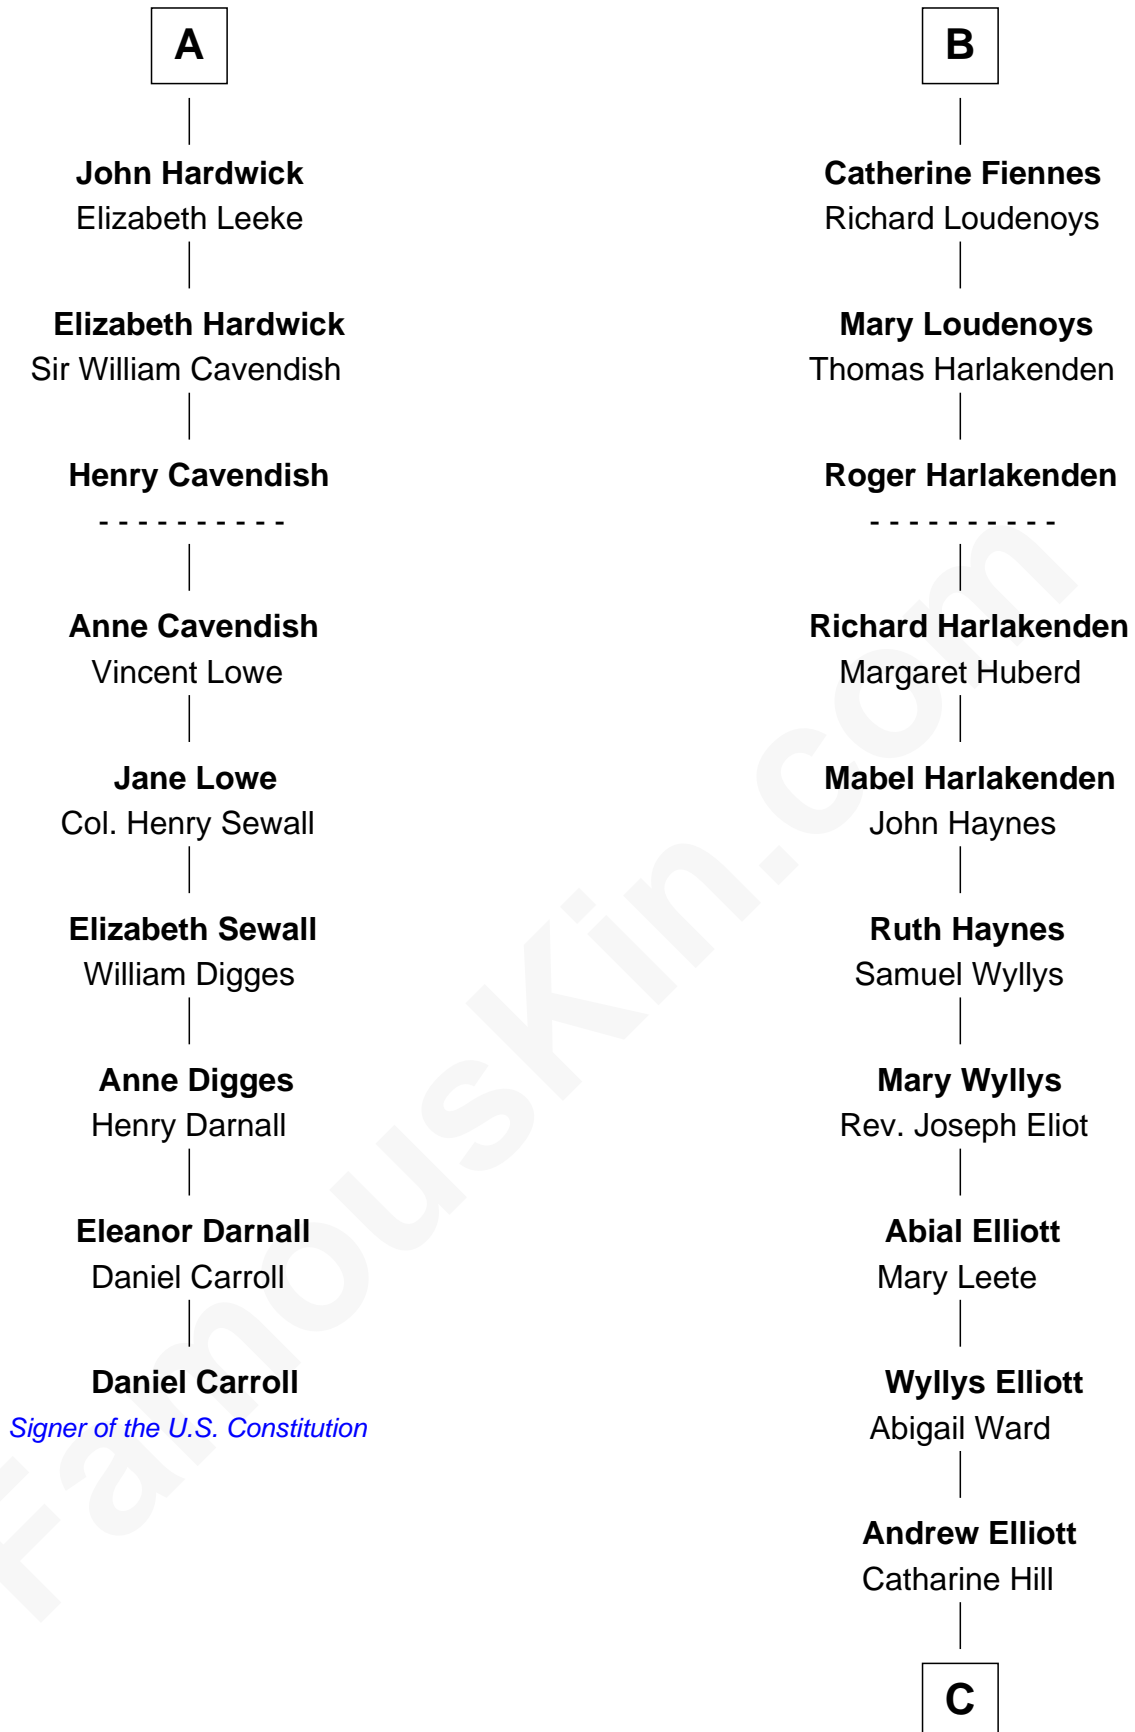 A
John Hardwick
Elizabeth Leeke
Elizabeth Hardwick
Sir William Cavendish
Henry Cavendish
- - - - - - - - - -
Anne Cavendish
Vincent Lowe
Jane Lowe
Col. Henry Sewall
Elizabeth Sewall
William Digges
Anne Digges
Henry Darnall
Eleanor Darnall
Daniel Carroll
Daniel Carroll
Signer of the U.S. Constitution
B
Catherine Fiennes
Richard Loudenoys
Mary Loudenoys
Thomas Harlakenden
Roger Harlakenden
- - - - - - - - - -
Richard Harlakenden
Margaret Huberd
Mabel Harlakenden
John Haynes
Ruth Haynes
Samuel Wyllys
Mary Wyllys
Rev. Joseph Eliot
Abial Elliott
Mary Leete
Wyllys Elliott
Abigail Ward
Andrew Elliott
Catharine Hill
C
FamousKin.com